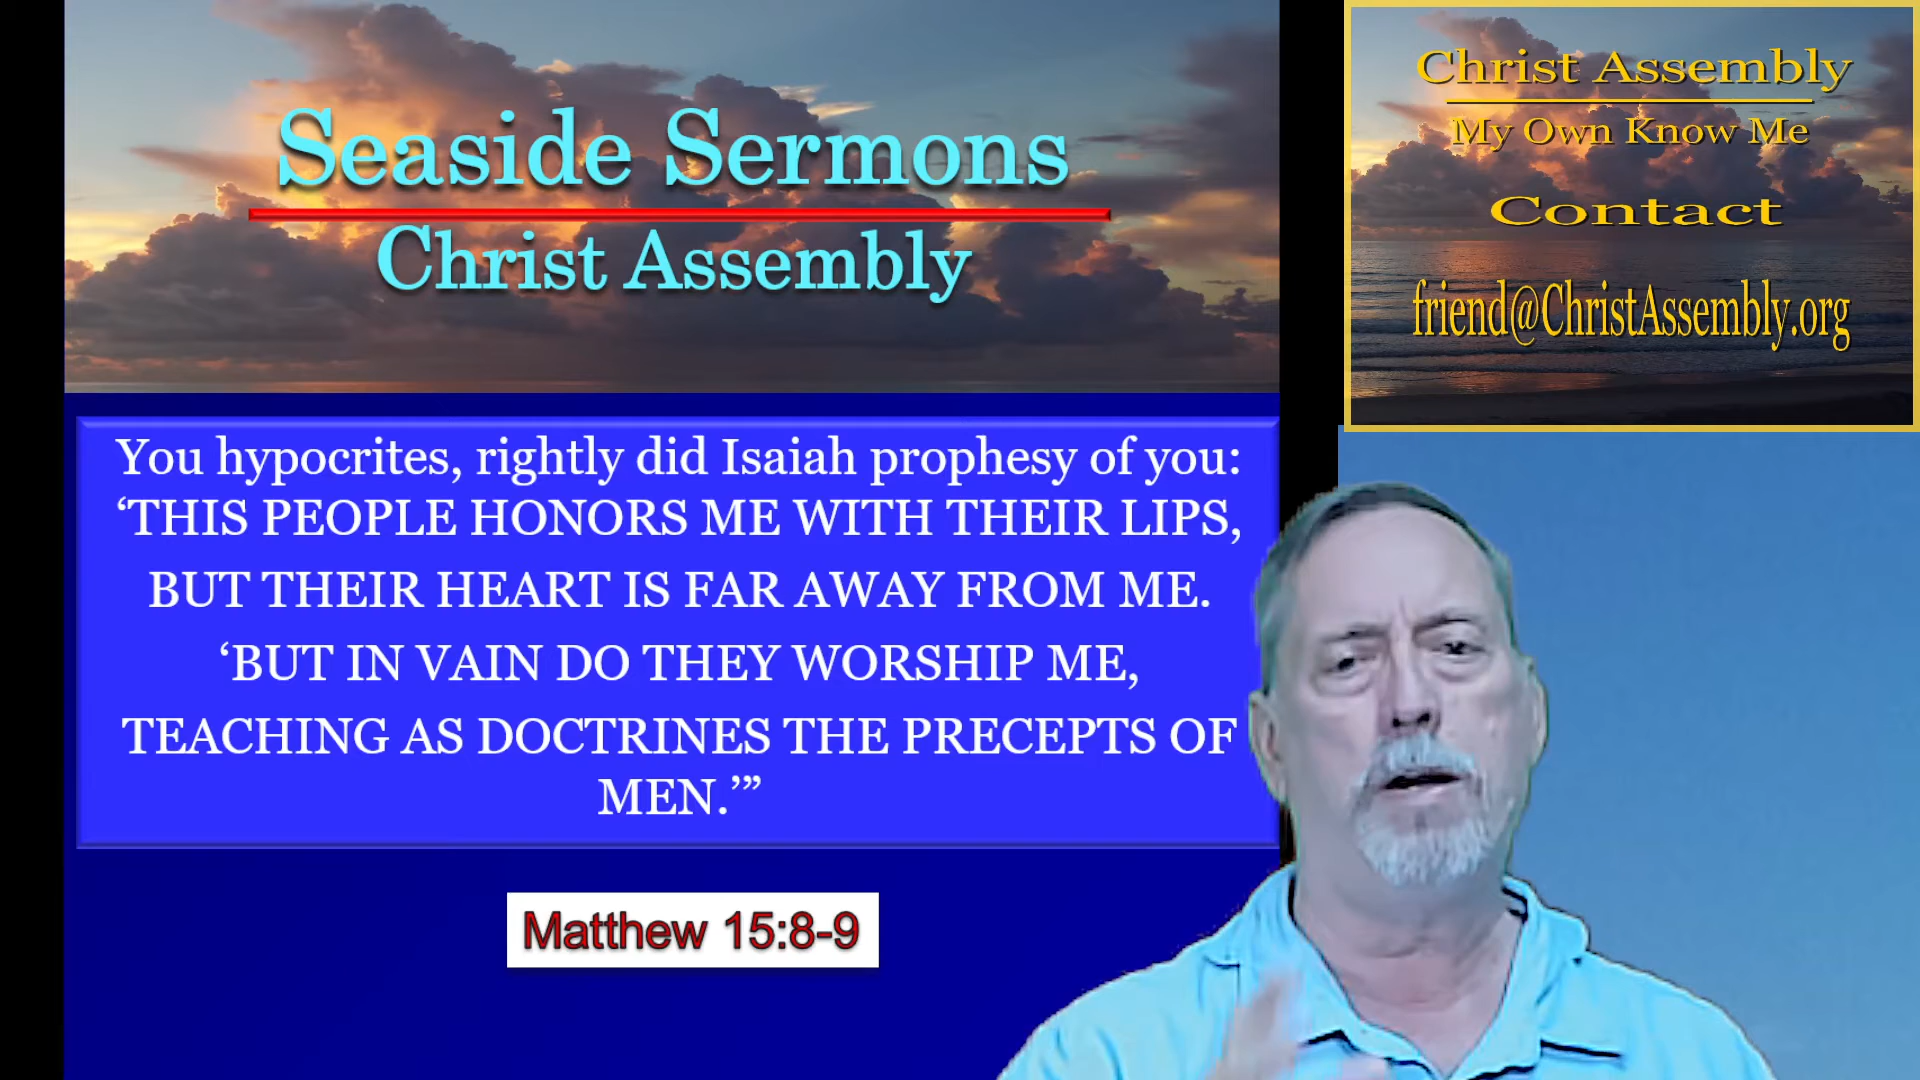 Seaside Sermons
Christ Assembly
You hypocrites, rightly did Isaiah prophesy of you:
‘THIS PEOPLE HONORS ME WITH THEIR LIPS,
BUT THEIR HEART IS FAR AWAY FROM ME.
‘BUT IN VAIN DO THEY WORSHIP ME,
TEACHING AS DOCTRINES THE PRECEPTS OF
MEN.’”
Matthew 15:8-9
Christ Assembly
My Own Know Me
Contact
friend@ChristAssembly.org